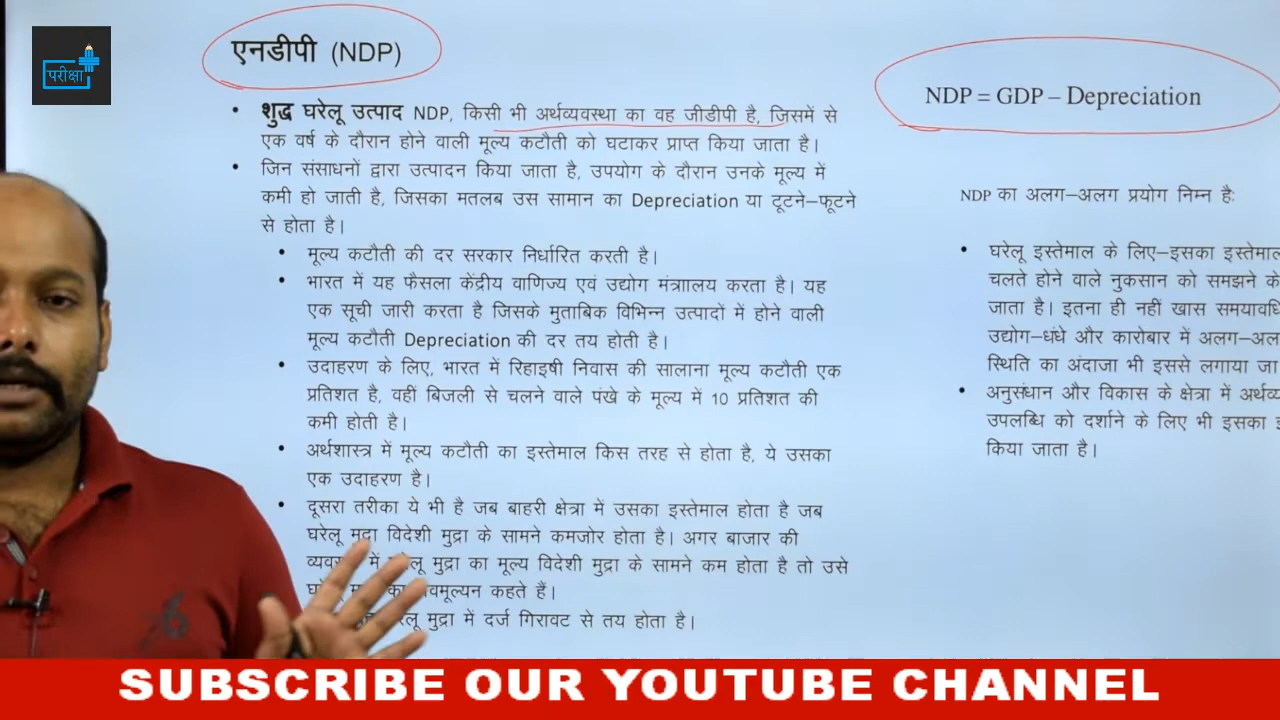 परीक्षा
एनडीपी (NDP)
NDP = GDP – Depreciation
• शुद्ध घरेलू उत्पाद NDP, किसी भी अर्थव्यवस्था का वह जीडीपी है, जिसमें से
एक वर्ष के दौरान होने वाली मूल्य कटौती को घटाकर प्राप्त किया जाता है।
• जिन संसाधनों द्वारा उत्पादन किया जाता है, उपयोग के दौरान उनके मूल्य में
कमी हो जाती है, जिसका मतलब उस सामान का Depreciation या टूटने–फूटने
से होता है।
• मूल्य कटौती की दर सरकार निर्धारित करती है।
• भारत में यह फैसला केंद्रीय वाणिज्य एवं उद्योग मंत्राालय करता है। यह
एक सूची जारी करता है जिसके मुताबिक विभिन्न उत्पादों में होने वाली
मूल्य कटौती Depreciation की दर तय होती है।
• उदाहरण के लिए, भारत में रिहाइषी निवास की सालाना मूल्य कटौती एक
प्रतिशत है, वहीं बिजली से चलने वाले पंखे के मूल्य में 10 प्रतिशत की
कमी होती है।
• अर्थशास्त्र में मूल्य कटौती का इस्तेमाल किस तरह से होता है, ये उसका
एक उदाहरण है।
• दूसरा तरीका ये भी है जब बाहरी क्षेत्रा में उसका इस्तेमाल होता है जब
घरेलू मुद्रा विदेशी मुद्रा के सामने कमजोर होता है। अगर बाजार की
में मुद्रा का मूल्य विदेशी मुद्रा के सामने कम होता है तो उसे
कहते हैं।
मुद्रा में दर्ज गिरावट से तय होता है।
NDP का अलग–अलग प्रयोग निम्न है:
• घरेलू इस्तेमाल के लिए–इसका इस्तेमाल
चलते होने वाले नुकसान को समझने के
जाता है। इतना ही नहीं खास समयावधि
उद्योग–धंधे और कारोबार में अलग–अल
स्थिति का अंदाजा भी इससे लगाया जा
• अनुसंधान और विकास के क्षेत्रा में अर्थव्य
उपलब्धि को दर्शाने के लिए भी इसका इ
किया जाता है।
SUBSCRIBE OUR YOUTUBE CHANNEL